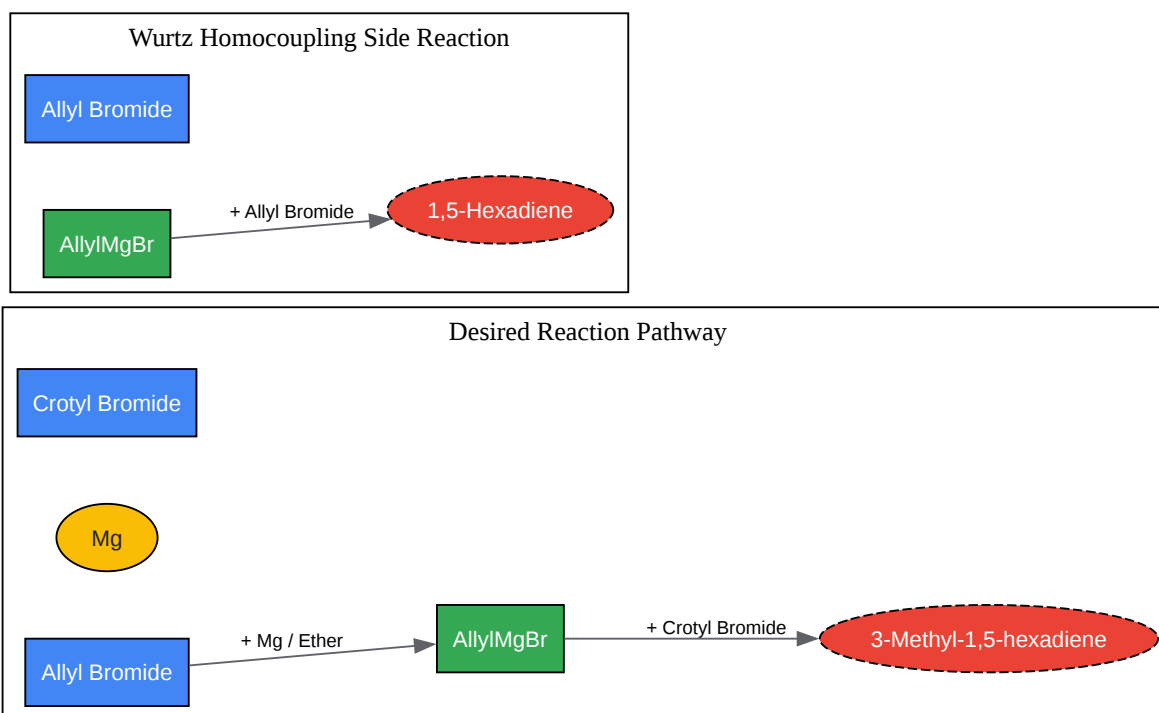 Wurtz Homocoupling Side Reaction
Allyl Bromide
AllylMgBr
+ Allyl Bromide
1,5-Hexadiene
Desired Reaction Pathway
Crotyl Bromide
Mg
Allyl Bromide
+ Mg / Ether
AllylMgBr
+ Crotyl Bromide
3-Methyl-1,5-hexadiene